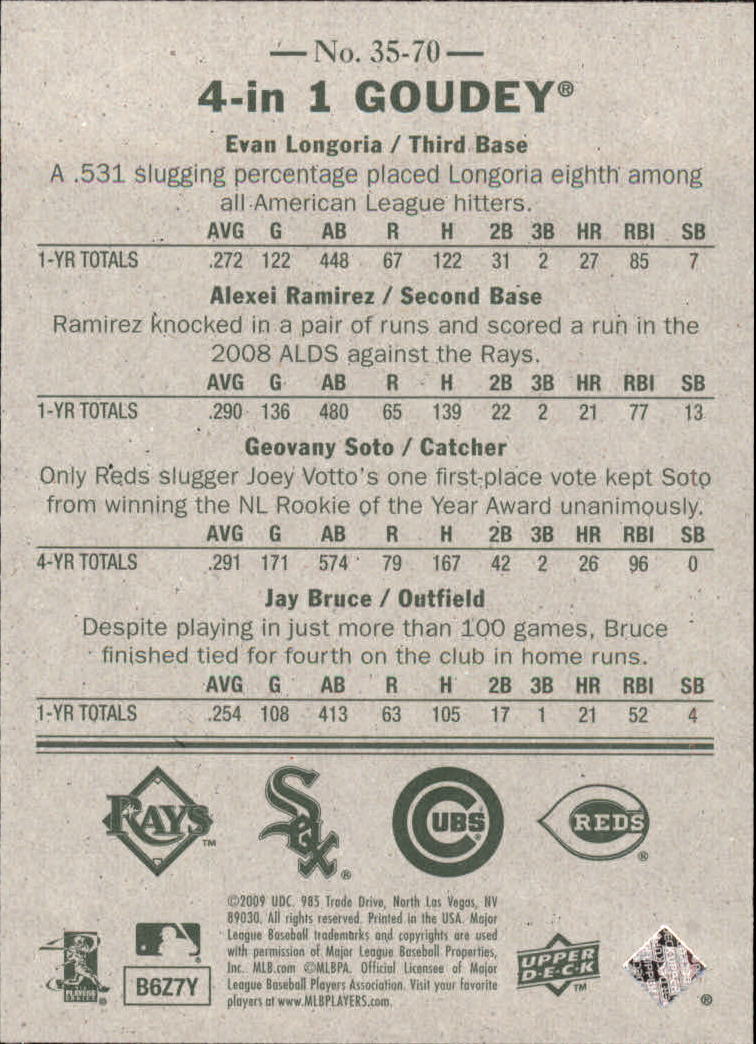 — No. 35-70 —
4-in 1 GOUDEY®
Evan Longoria / Third Base
A .531 slugging percentage placed Longoria eighth among
all American League hitters.
AVG G AB R H 2B 3B HR RBI SB
1-YR TOTALS .272 122 448 67 122 31 2 27 85 7
Alexei Ramirez / Second Base
Ramirez knocked in a pair of runs and scored a run in the
2008 ALDS against the Rays.
AVG G AB R H 2B 3B HR RBI SB
1-YR TOTALS .290 136 480 65 139 22 2 21 77 13
Geovany Soto / Catcher
Only Reds slugger Joey Votto's one first-place vote kept Soto
from winning the NL Rookie of the Year Award unanimously.
AVG G AB R H 2B 3B HR RBI SB
4-YR TOTALS .291 171 574 79 167 42 2 26 96 0
Jay Bruce / Outfield
Despite playing in just more than 100 games, Bruce
finished tied for fourth on the club in home runs.
AVG G AB R H 2B 3B HR RBI SB
1-YR TOTALS .254 108 413 63 105 17 1 21 52 4
RAYS™ Sox® CUBS® REDS®
©2009 UDC. 985 Trade Drive, North Las Vegas, NV
89030. All rights reserved. Printed in the USA. Major
League Baseball trademarks and copyrights are used
with permission of Major League Baseball Properties,
Inc. MLB.com ©MLBPA. Official Licensee of Major
League Baseball Players Association. Visit your favorite
players at www.MLBPLAYERS.com.
B6Z7Y
UPPER
D·E·C·K™
®